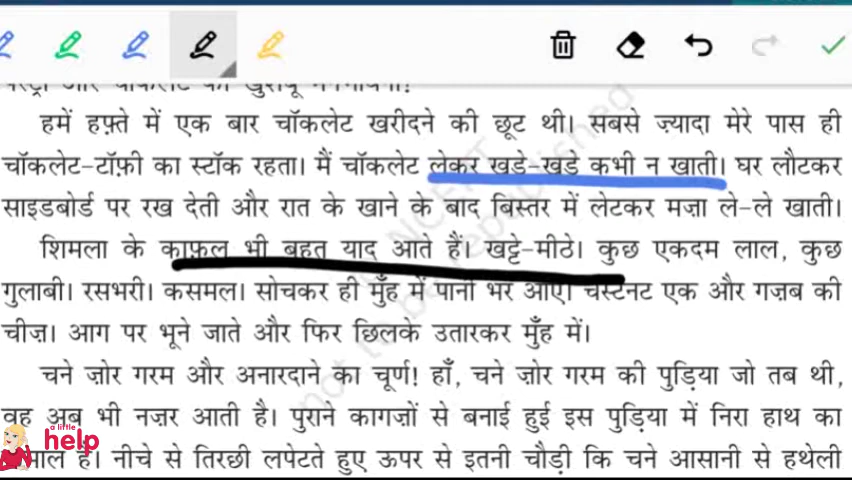 हमें हफ़्ते में एक बार चॉकलेट खरीदने की छूट थी। सबसे ज़्यादा मेरे पास ही
चॉकलेट-टॉफ़ी का स्टॉक रहता। मैं चॉकलेट लेकर खड़े-खड़े कभी न खाती। घर लौटकर
साइडबोर्ड पर रख देती और रात के खाने के बाद बिस्तर में लेटकर मज़ा ले-ले खाती।
शिमला के काफ़ल भी बहुत याद आते हैं। खट्टे-मीठे। कुछ एकदम लाल, कुछ
गुलाबी। रसभरी। कसमल। सोचकर ही मुँह में पानी भर आए। चेस्टनट एक और गज़ब की
चीज़। आग पर भूने जाते और फिर छिलके उतारकर मुँह में।
चने ज़ोर गरम और अनारदाने का चूर्ण! हाँ, चने ज़ोर गरम की पुड़िया जो तब थी,
वह अब भी नज़र आती है। पुराने कागज़ों से बनाई हुई इस पुड़िया में निरा हाथ का
है। नीचे से तिरछी लपेटते हुए ऊपर से इतनी चौड़ी कि चने आसानी से हथेली
a little
help